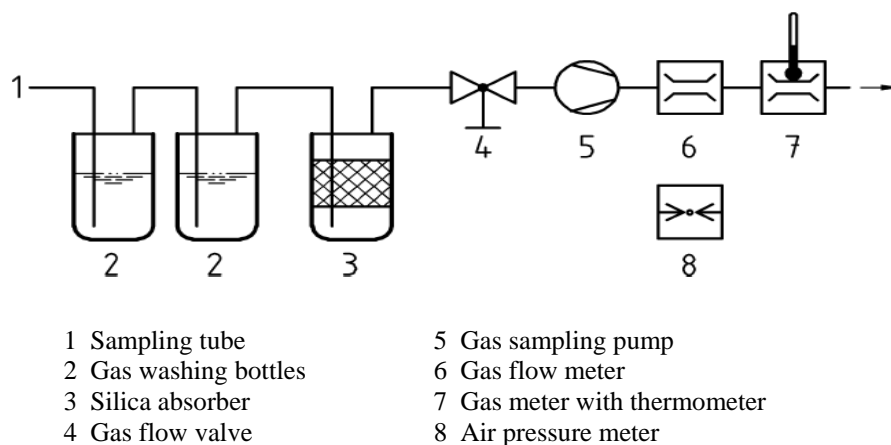 1
4
5
6
7
2
2
3
8
1 Sampling tube
2 Gas washing bottles
3 Silica absorber
4 Gas flow valve
5 Gas sampling pump
6 Gas flow meter
7 Gas meter with thermometer
8 Air pressure meter